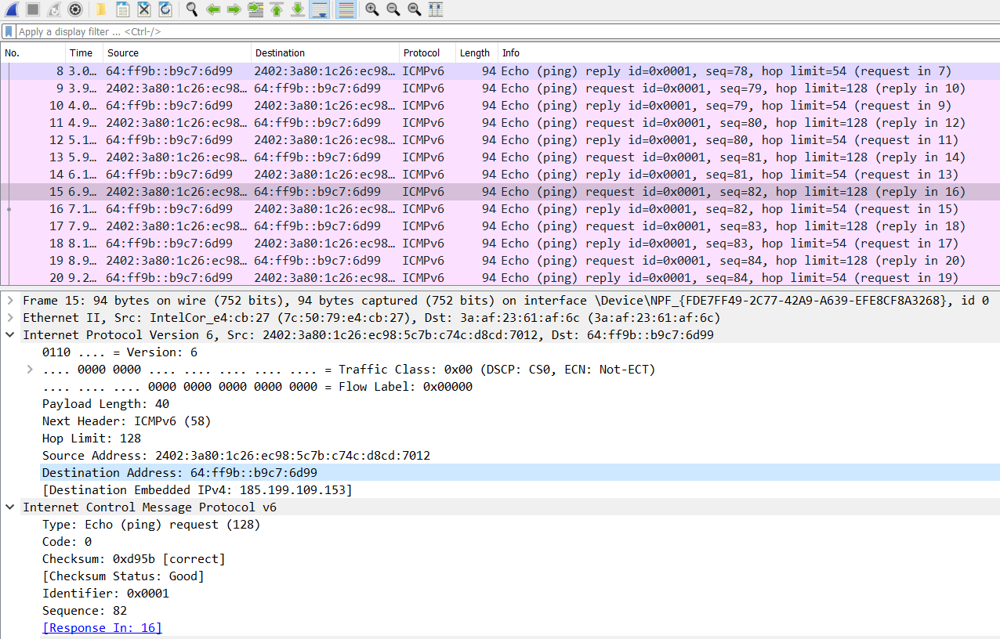 Apply a display filter ... <Ctrl-/>
No. Time Source Destination Protocol Length Info
8 3.0… 64:ff9b::b9c7:6d99 2402:3a80:1c26:ec98… ICMPv6 94 Echo (ping) reply id=0x0001, seq=78, hop limit=54 (request in 7)
9 3.9… 2402:3a80:1c26:ec98… 64:ff9b::b9c7:6d99 ICMPv6 94 Echo (ping) request id=0x0001, seq=79, hop limit=128 (reply in 10)
10 4.0… 64:ff9b::b9c7:6d99 2402:3a80:1c26:ec98… ICMPv6 94 Echo (ping) reply id=0x0001, seq=79, hop limit=54 (request in 9)
11 4.9… 2402:3a80:1c26:ec98… 64:ff9b::b9c7:6d99 ICMPv6 94 Echo (ping) request id=0x0001, seq=80, hop limit=128 (reply in 12)
12 5.1… 64:ff9b::b9c7:6d99 2402:3a80:1c26:ec98… ICMPv6 94 Echo (ping) reply id=0x0001, seq=80, hop limit=54 (request in 11)
13 5.9… 2402:3a80:1c26:ec98… 64:ff9b::b9c7:6d99 ICMPv6 94 Echo (ping) request id=0x0001, seq=81, hop limit=128 (reply in 14)
14 6.1… 64:ff9b::b9c7:6d99 2402:3a80:1c26:ec98… ICMPv6 94 Echo (ping) reply id=0x0001, seq=81, hop limit=54 (request in 13)
15 6.9… 2402:3a80:1c26:ec98… 64:ff9b::b9c7:6d99 ICMPv6 94 Echo (ping) request id=0x0001, seq=82, hop limit=128 (reply in 16)
16 7.1… 64:ff9b::b9c7:6d99 2402:3a80:1c26:ec98… ICMPv6 94 Echo (ping) reply id=0x0001, seq=82, hop limit=54 (request in 15)
17 7.9… 2402:3a80:1c26:ec98… 64:ff9b::b9c7:6d99 ICMPv6 94 Echo (ping) request id=0x0001, seq=83, hop limit=128 (reply in 18)
18 8.1… 64:ff9b::b9c7:6d99 2402:3a80:1c26:ec98… ICMPv6 94 Echo (ping) reply id=0x0001, seq=83, hop limit=54 (request in 17)
19 8.9… 2402:3a80:1c26:ec98… 64:ff9b::b9c7:6d99 ICMPv6 94 Echo (ping) request id=0x0001, seq=84, hop limit=128 (reply in 20)
20 9.2… 64:ff9b::b9c7:6d99 2402:3a80:1c26:ec98… ICMPv6 94 Echo (ping) reply id=0x0001, seq=84, hop limit=54 (request in 19)
Frame 15: 94 bytes on wire (752 bits), 94 bytes captured (752 bits) on interface \Device\NPF_{FDE7FF49-2C77-42A9-A639-EFE8CF8A3268}, id 0
Ethernet II, Src: IntelCor_e4:cb:27 (7c:50:79:e4:cb:27), Dst: 3a:af:23:61:af:6c (3a:af:23:61:af:6c)
Internet Protocol Version 6, Src: 2402:3a80:1c26:ec98:5c7b:c74c:d8cd:7012, Dst: 64:ff9b::b9c7:6d99
0110 .... = Version: 6
.... 0000 0000 .... .... .... .... .... = Traffic Class: 0x00 (DSCP: CS0, ECN: Not-ECT)
.... .... .... 0000 0000 0000 0000 0000 = Flow Label: 0x00000
Payload Length: 40
Next Header: ICMPv6 (58)
Hop Limit: 128
Source Address: 2402:3a80:1c26:ec98:5c7b:c74c:d8cd:7012
Destination Address: 64:ff9b::b9c7:6d99
[Destination Embedded IPv4: 185.199.109.153]
Internet Control Message Protocol v6
Type: Echo (ping) request (128)
Code: 0
Checksum: 0xd95b [correct]
[Checksum Status: Good]
Identifier: 0x0001
Sequence: 82
[Response In: 16]